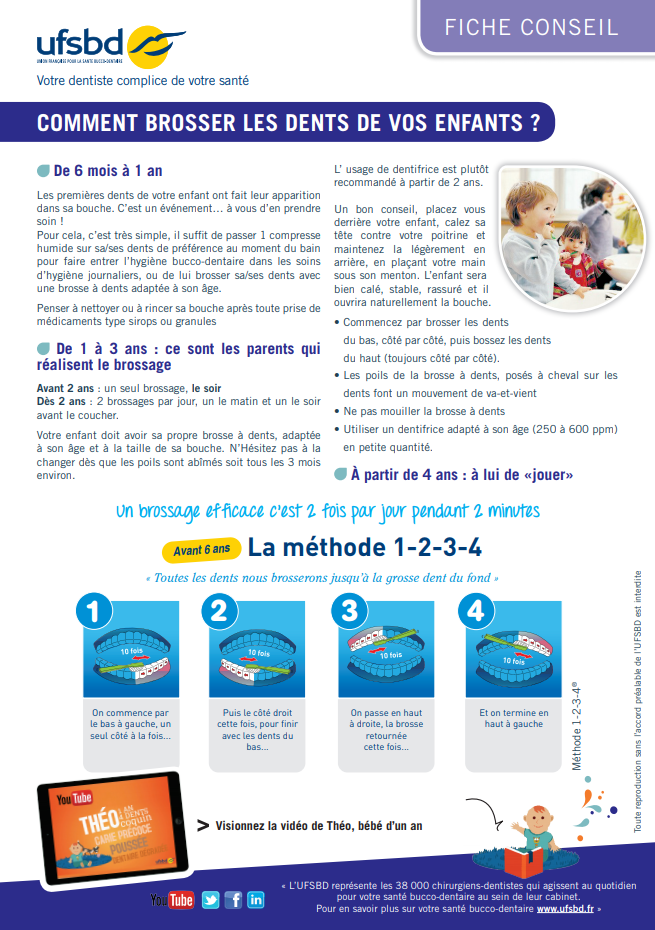 FICHE CONSEIL
ufsbd
UNION FRANÇAISE POUR LA SANTÉ BUCCO-DENTAIRE
Votre dentiste complice de votre santé
COMMENT BROSSER LES DENTS DE VOS ENFANTS ?
De 6 mois à 1 an
Les premières dents de votre enfant ont fait leur apparition
dans sa bouche. C'est un événement... à vous d'en prendre
soin !
Pour cela, c'est très simple, il suffit de passer 1 compresse
humide sur sa/ses dents de préférence au moment du bain
pour faire entrer l'hygiène bucco-dentaire dans les soins
d'hygiène journaliers, ou de lui brosser sa/ses dents avec
une brosse à dents adaptée à son âge.
Penser à nettoyer ou à rincer sa bouche après toute prise de
médicaments type sirops ou granules
De 1 à 3 ans : ce sont les parents qui
réalisent le brossage
Avant 2 ans : un seul brossage, le soir
Dès 2 ans : 2 brossages par jour, un le matin et un le soir
avant le coucher.
Votre enfant doit avoir sa propre brosse à dents, adaptée
à son âge et à la taille de sa bouche. N'Hésitez pas à la
changer dès que les poils sont abîmés soit tous les 3 mois
environ.
L' usage de dentifrice est plutôt
recommandé à partir de 2 ans.
Un bon conseil, placez vous
derrière votre enfant, calez sa
tête contre votre poitrine et
maintenez la légèrement en
arrière, en plaçant votre main
sous son menton. L'enfant sera
bien calé, stable, rassuré et il
ouvrira naturellement la bouche.
• Commencez par brosser les dents
du bas, côté par côté, puis bossez les dents
du haut (toujours côté par côté).
• Les poils de la brosse à dents, posés à cheval sur les
dents font un mouvement de va-et-vient
• Ne pas mouiller la brosse à dents
• Utiliser un dentifrice adapté à son âge (250 à 600 ppm)
en petite quantité.
À partir de 4 ans : à lui de «jouer»
Un brossage efficace c'est 2 fois par jour pendant 2 minutes
Avant 6 ans La méthode 1-2-3-4
« Toutes les dents nous brosserons jusqu'à la grosse dent du fond »
1
10 fois
On commence par
le bas à gauche, un
seul côté à la fois...
2
10 fois
Puis le côté droit
cette fois, pour finir
avec les dents du
bas...
3
10 fois
On passe en haut
à droite, la brosse
retournée
cette fois...
4
10 fois
Et on termine en
haut à gauche
Méthode 1-2-3-4®
Toute reproduction sans l'accord préalable de l'UFSBD est interdite
YouTube
THÉO
1 AN
& DENTS
coquin
CARIE PRÉCOCE
POUSSÉE
ufsbd
> Visionnez la vidéo de Théo, bébé d'un an
YouTube
f in
« L'UFSBD représente les 38 000 chirurgiens-dentistes qui agissent au quotidien
pour votre santé bucco-dentaire au sein de leur cabinet.
Pour en savoir plus sur votre santé bucco-dentaire www.ufsbd.fr »